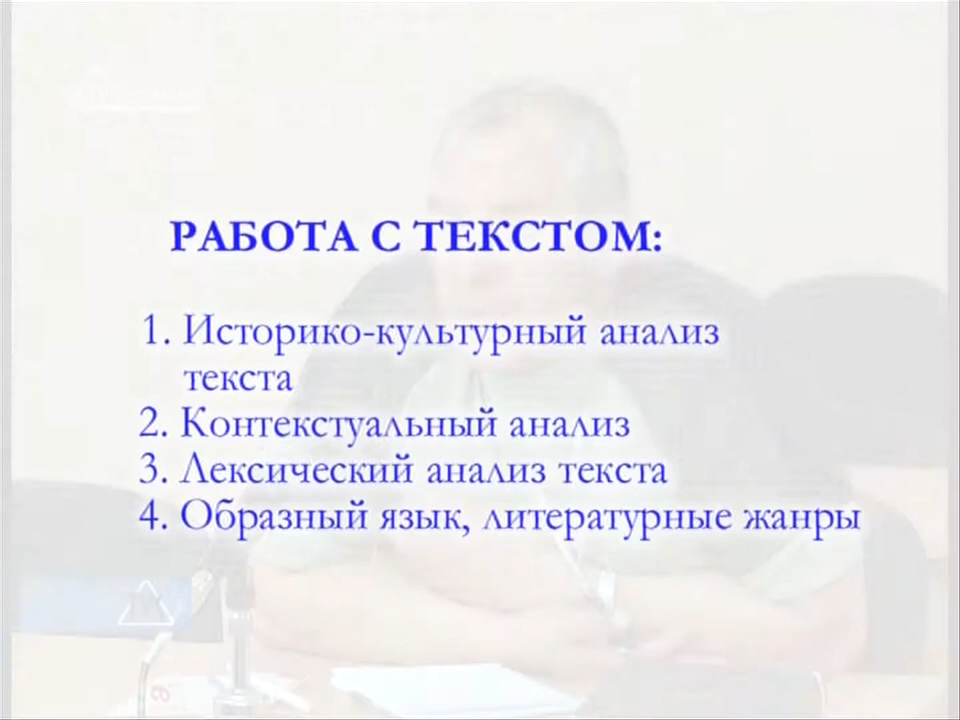 РАБОТА С ТЕКСТОМ:
1. Историко-культурный анализ
текста
2. Контекстуальный анализ
3. Лексический анализ текста
4. Образный язык, литературные жанры